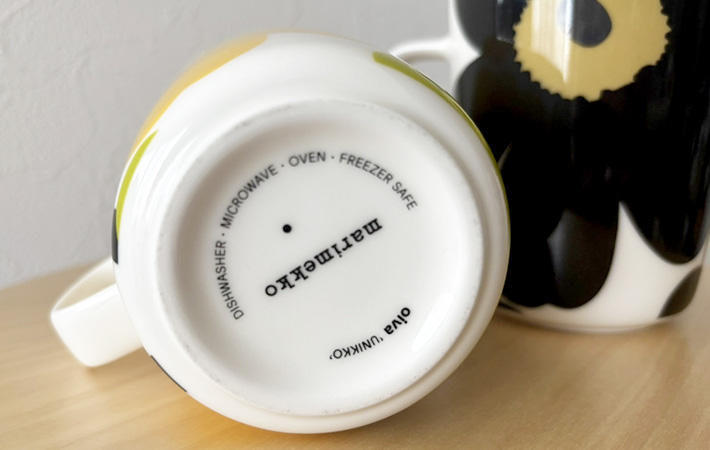 DISHWASHER · MICROWAVE · OVEN · FREEZER SAFE
marimekko
oiva 'UNIKKO'